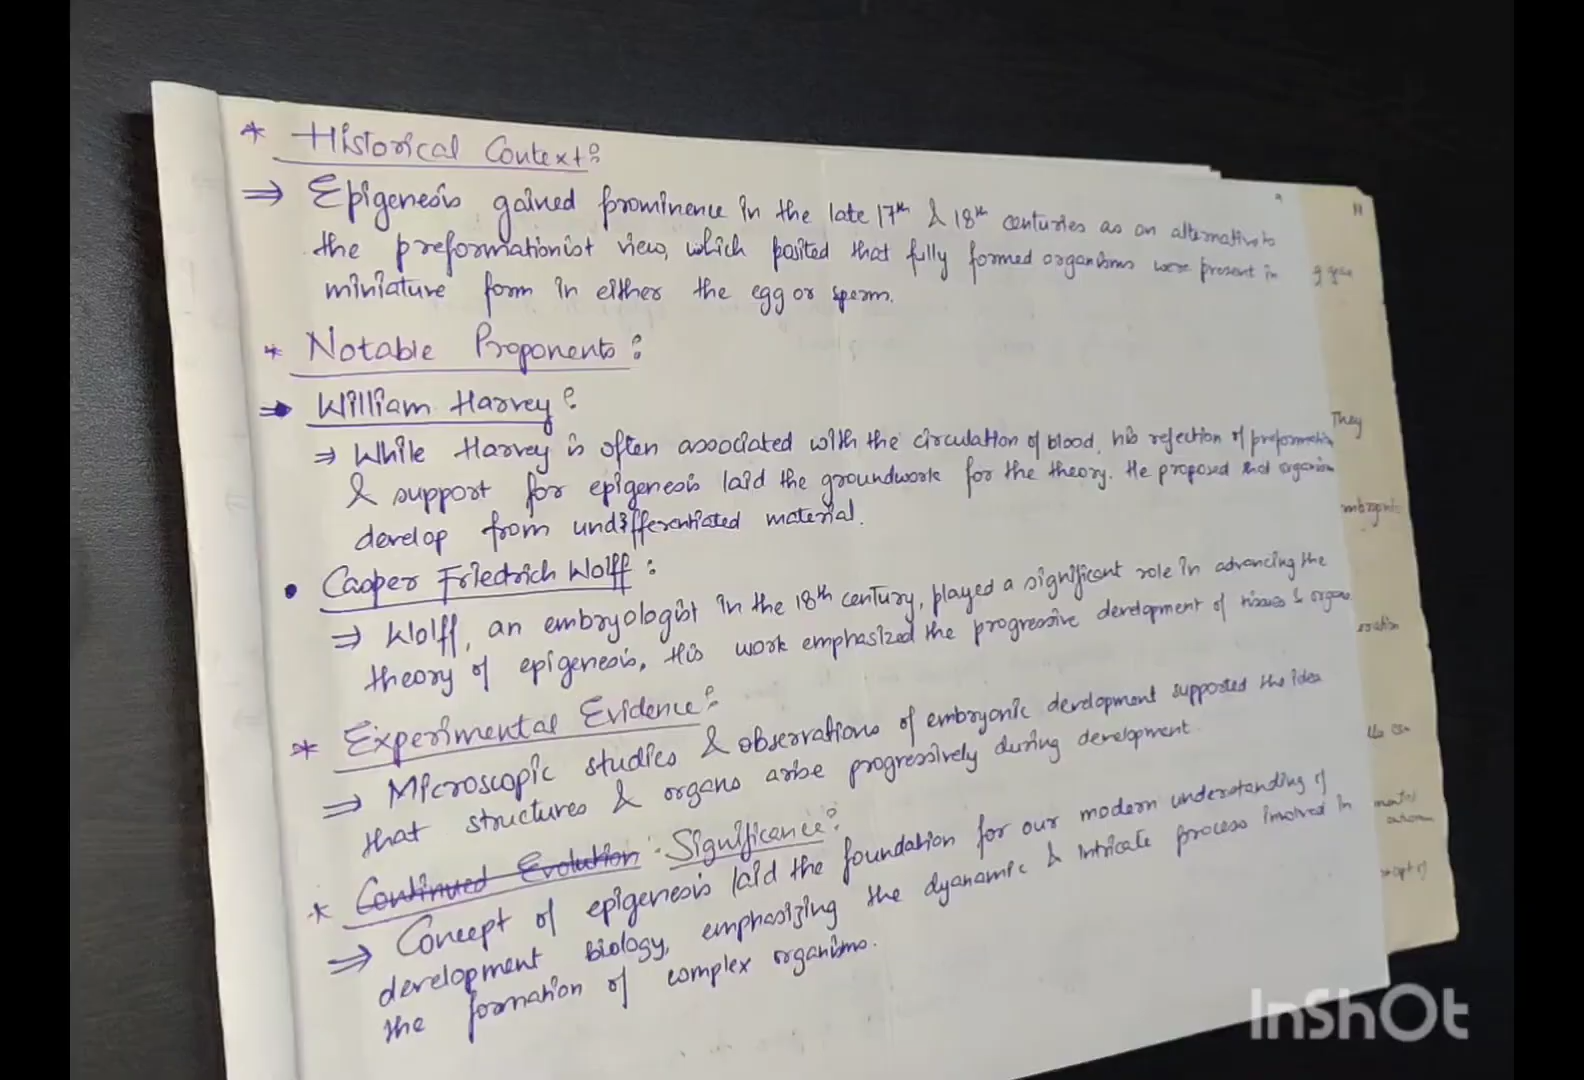 * Historical Context:
⇒ Epigenesis gained prominence in the late 17th & 18th centuries as an alternative to
the preformationist view, which posited that fully formed organisms were present in
miniature form in either the egg or sperm.
* Notable Proponents:
→ William Harvey:
⇒ While Harvey is often associated with the circulation of blood, his rejection of preformation
& support for epigenesis laid the groundwork for the theory. He proposed that organism
develop from undifferentiated material.
• Casper Friedrich Wolff:
⇒ Wolff, an embryologist in the 18th century, played a significant role in advancing the
theory of epigenesis, His work emphasized the progressive development of tissues & organs.
* Experimental Evidence:
⇒ Microscopic studies & observations of embryonic development supported the idea
that structures & organs arise progressively during development.
* Continued Evolution: Significance:
⇒ Concept of epigenesis laid the foundation for our modern understanding of
development biology, emphasizing the dyanamic & intricate process involved in
the formation of complex organisms.
They
InShOt